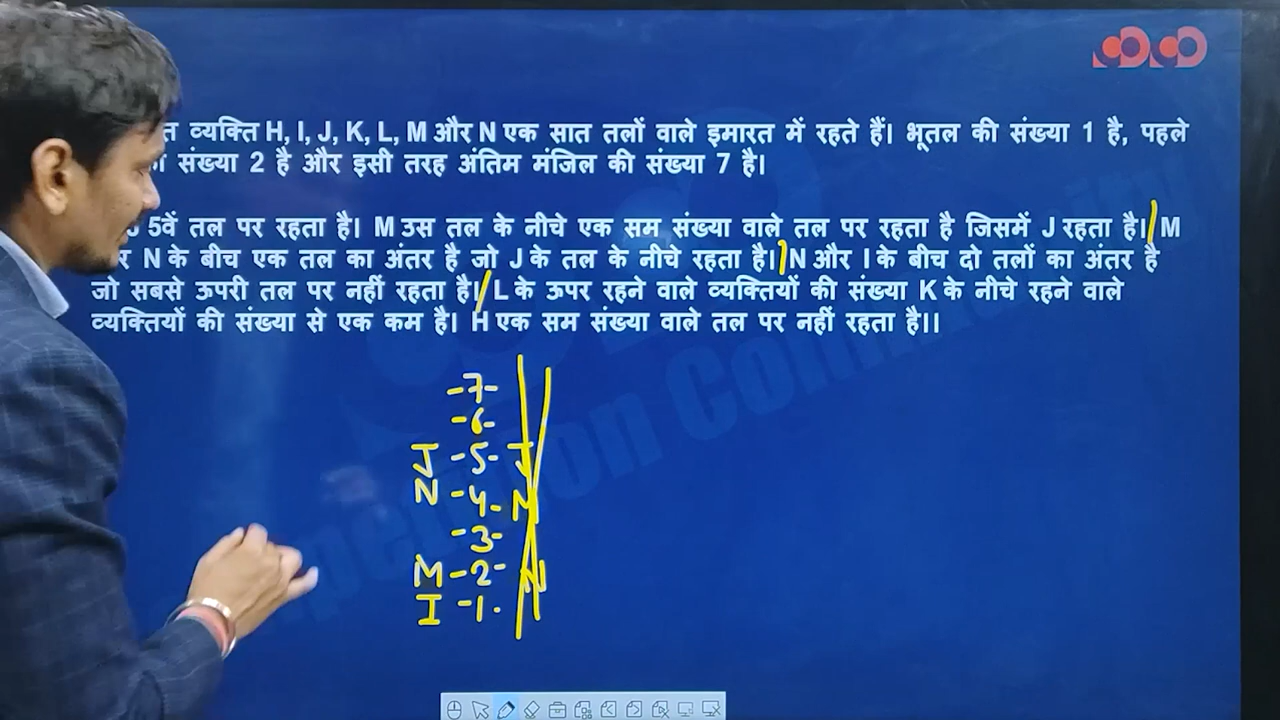 व्यक्ति H, I, J, K, L, M और N एक सात तलों वाले इमारत में रहते हैं। भूतल की संख्या 1 है, पहले
संख्या 2 है और इसी तरह अंतिम मंजिल की संख्या 7 है।
5वें तल पर रहता है। M उस तल के नीचे एक सम संख्या वाले तल पर रहता है जिसमें J रहता है। M
N के बीच एक तल का अंतर है जो J के तल के नीचे रहता है। N और I के बीच दो तलों का अंतर है
जो सबसे ऊपरी तल पर नहीं रहता है। L के ऊपर रहने वाले व्यक्तियों की संख्या K के नीचे रहने वाले
व्यक्तियों की संख्या से एक कम है। H एक सम संख्या वाले तल पर नहीं रहता है।।
-7-
-6-
J -5- J
N -4- M
-3-
M -2- N
I -1-